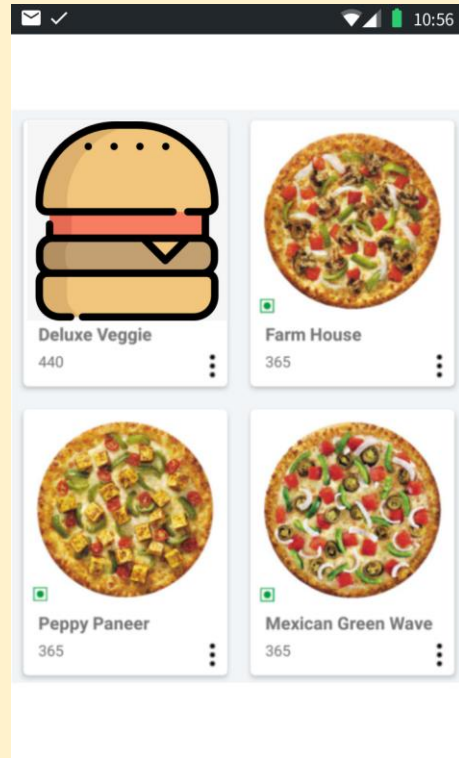 10:56
Deluxe Veggie
440
Farm House
365
Peppy Paneer
365
Mexican Green Wave
365